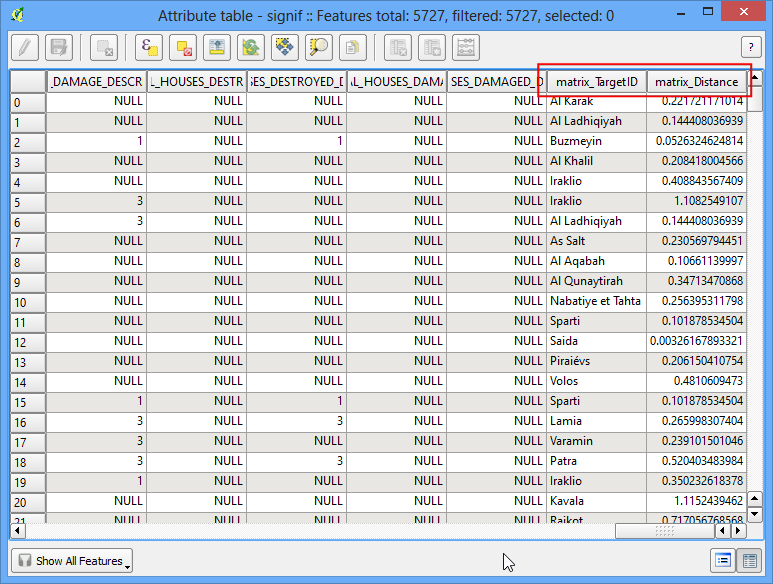 Attribute table - signif :: Features total: 5727, filtered: 5727, selected: 0
?
_DAMAGE_DESCR L_HOUSES_DESTR SES_DESTROYED_D AL_HOUSES_DAMA SES_DAMAGED_D matrix_TargetID matrix_Distance
0 NULL NULL NULL NULL NULL Al Karak 0.221721171014
1 NULL NULL NULL NULL NULL Al Ladhiqiyah 0.144408036939
2 1 NULL 1 NULL NULL Buzmeyin 0.0526324624814
3 NULL NULL NULL NULL NULL Al Khalil 0.208418004566
4 NULL NULL NULL NULL NULL Iraklio 0.408843567409
5 3 NULL NULL NULL NULL Iraklio 1.1082549107
6 3 NULL NULL NULL NULL Al Ladhiqiyah 0.144408036939
7 NULL NULL NULL NULL NULL As Salt 0.230569794451
8 NULL NULL NULL NULL NULL Al Aqabah 0.10661139997
9 NULL NULL NULL NULL NULL Al Qunaytirah 0.34713470868
10 NULL NULL NULL NULL NULL Nabatiye et Tahta 0.256395311798
11 NULL NULL NULL NULL NULL Sparti 0.101878534504
12 NULL NULL NULL NULL NULL Saida 0.00326167893321
13 NULL NULL NULL NULL NULL Piraiévs 0.206150410754
14 NULL NULL NULL NULL NULL Volos 0.4810609473
15 1 NULL 1 NULL NULL Sparti 0.101878534504
16 3 NULL 3 NULL NULL Lamia 0.265998307404
17 3 NULL NULL NULL NULL Varamin 0.239101501046
18 3 NULL 3 NULL NULL Patra 0.520403483984
19 1 NULL NULL NULL NULL Iraklio 0.350232618378
20 NULL NULL NULL NULL NULL Kavala 1.1152439462
21 NULL NULL NULL NULL NULL Rajkot 0.717056768568
Show All Features